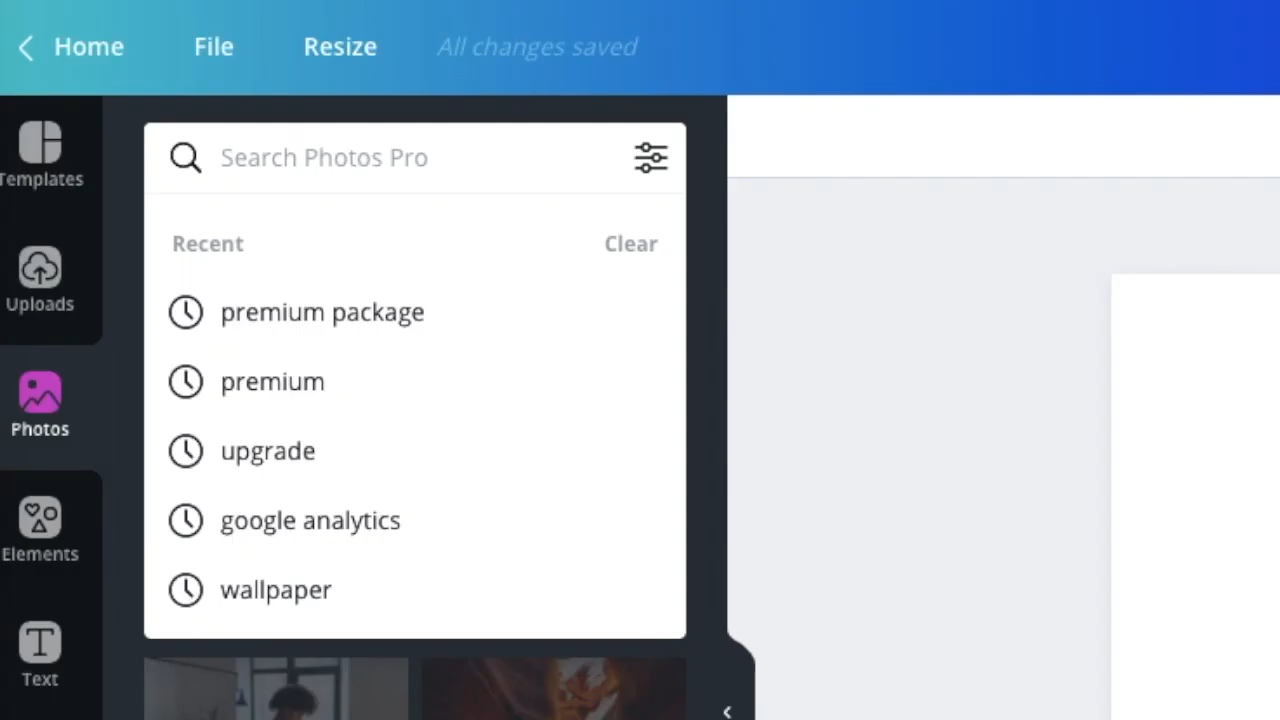 Home File Resize All changes saved
Templates
Uploads
Photos
Elements
Text
Search Photos Pro
Recent Clear
premium package
premium
upgrade
google analytics
wallpaper